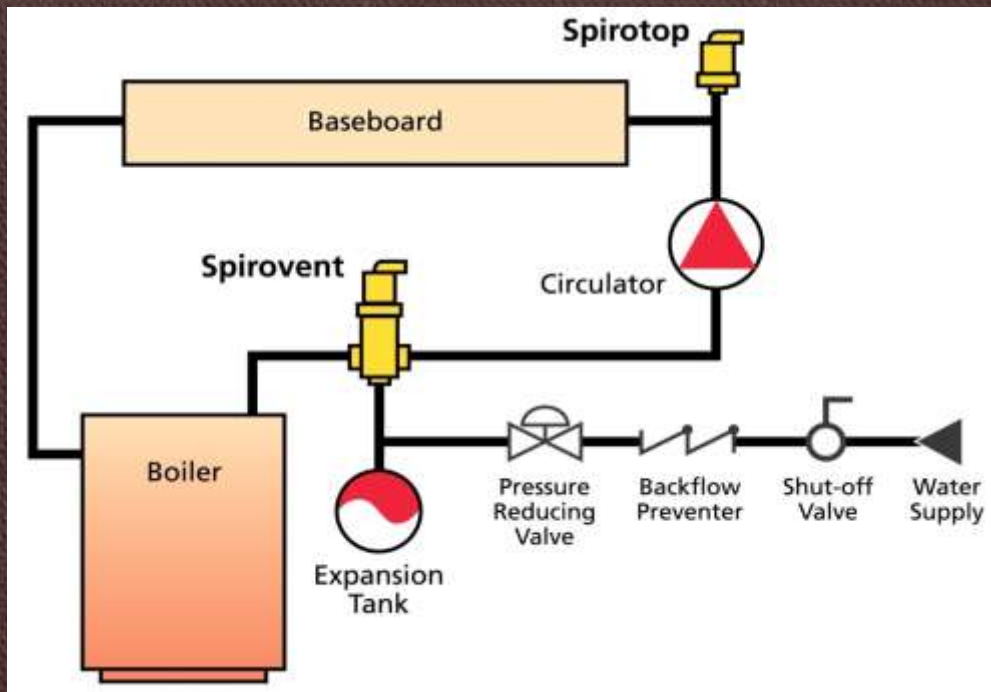 Spirotop
Baseboard
Spirovent
Circulator
Boiler
Pressure
Reducing
Valve
Backflow
Preventer
Shut-off
Valve
Water
Supply
Expansion
Tank